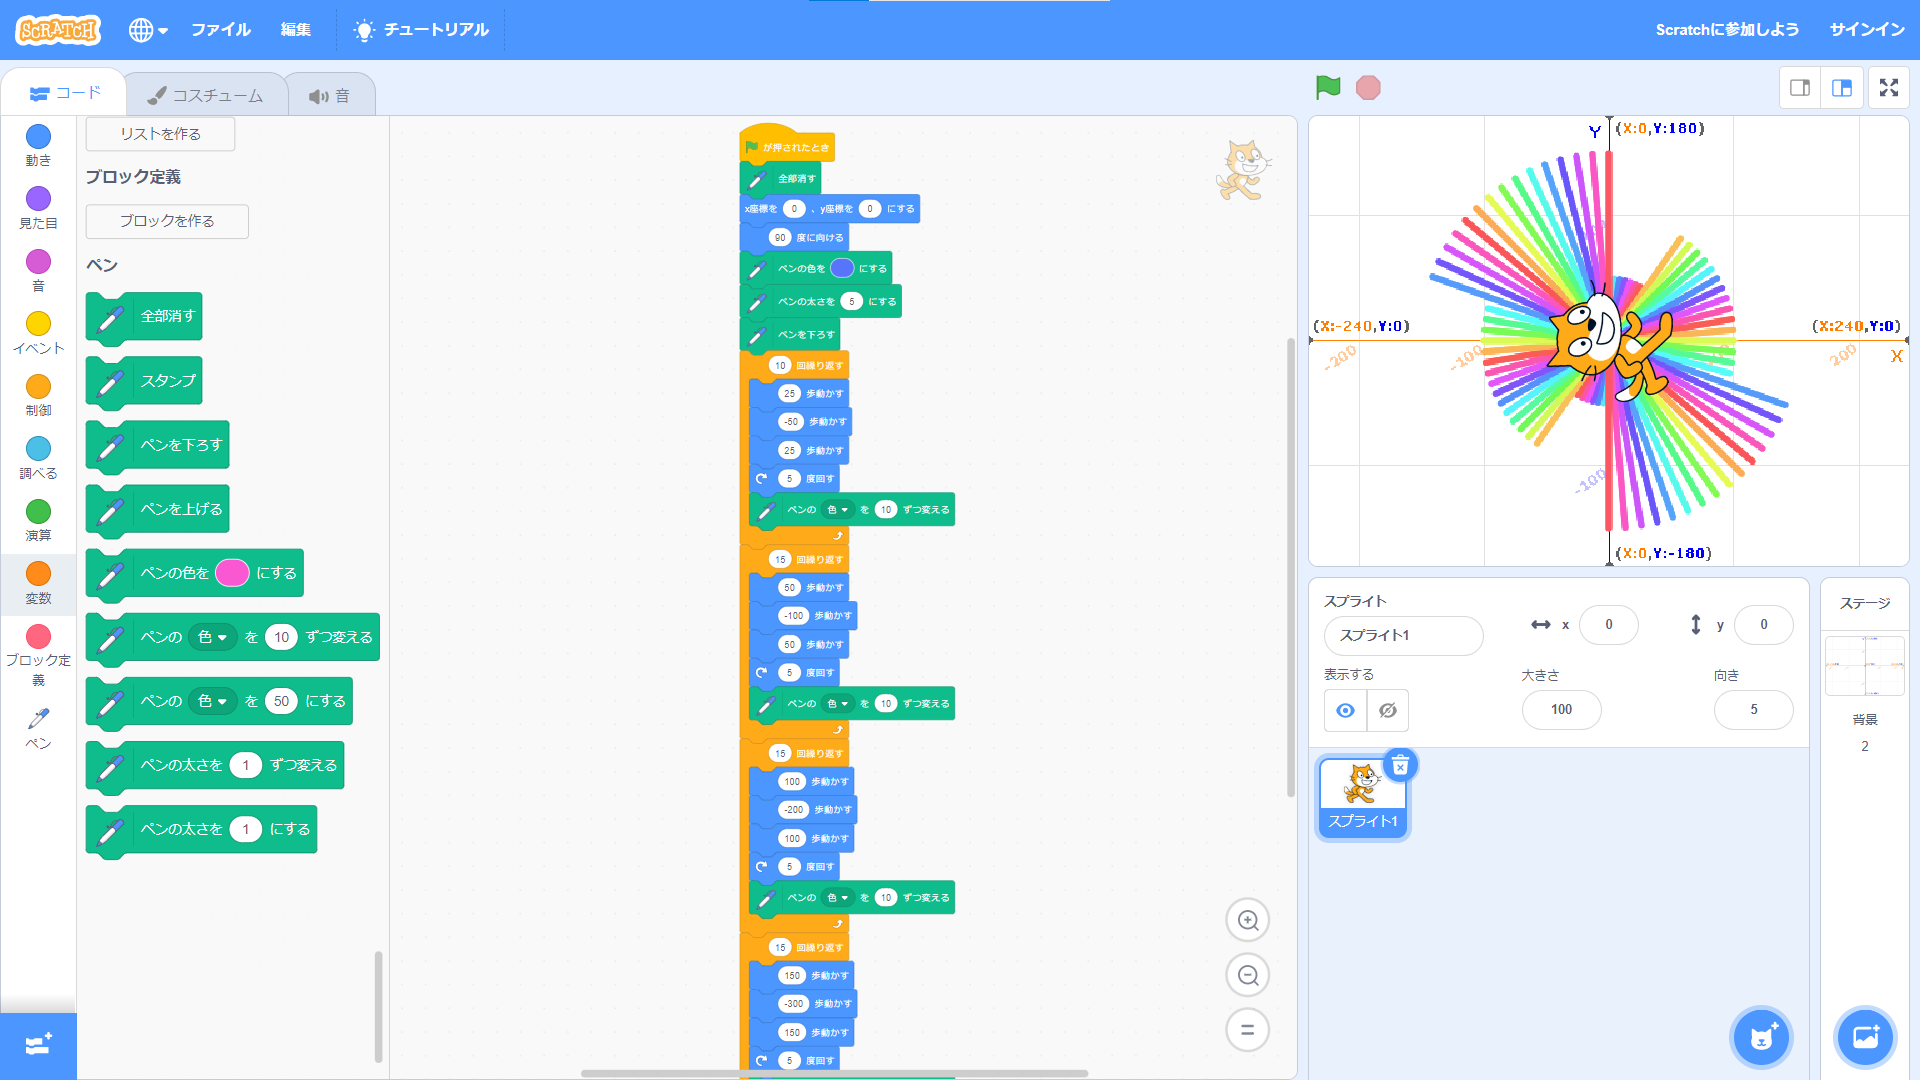 SCRATCH
ファイル
編集
チュートリアル
Scratchに参加しよう
サインイン
コード
コスチューム
音
動き
見た目
音
イベント
制御
調べる
演算
変数
ブロック定
義
ペン
リストを作る
ブロック定義
ブロックを作る
ペン
全部消す
スタンプ
ペンを下ろす
ペンを上げる
ペンの色を にする
ペンの 色 を 10 ずつ変える
ペンの 色 を 50 にする
ペンの太さを 1 ずつ変える
ペンの太さを 1 にする
が押されたとき
全部消す
x座標を 0 、y座標を 0 にする
90 度に向ける
ペンの色を にする
ペンの太さを 5 にする
ペンを下ろす
10 回繰り返す
25 歩動かす
-50 歩動かす
25 歩動かす
5 度回す
ペンの 色 を 10 ずつ変える
15 回繰り返す
50 歩動かす
-100 歩動かす
50 歩動かす
5 度回す
ペンの 色 を 10 ずつ変える
15 回繰り返す
100 歩動かす
-200 歩動かす
100 歩動かす
5 度回す
ペンの 色 を 10 ずつ変える
15 回繰り返す
150 歩動かす
-300 歩動かす
150 歩動かす
5 度回す
Y (X:0,Y:180)
(X:-240,Y:0)
(X:240,Y:0)
-200
-100
200
X
-100
(X:0,Y:-180)
スプライト
スプライト1
x 0
y 0
表示する
大きさ
100
向き
5
スプライト1
ステージ
背景
2